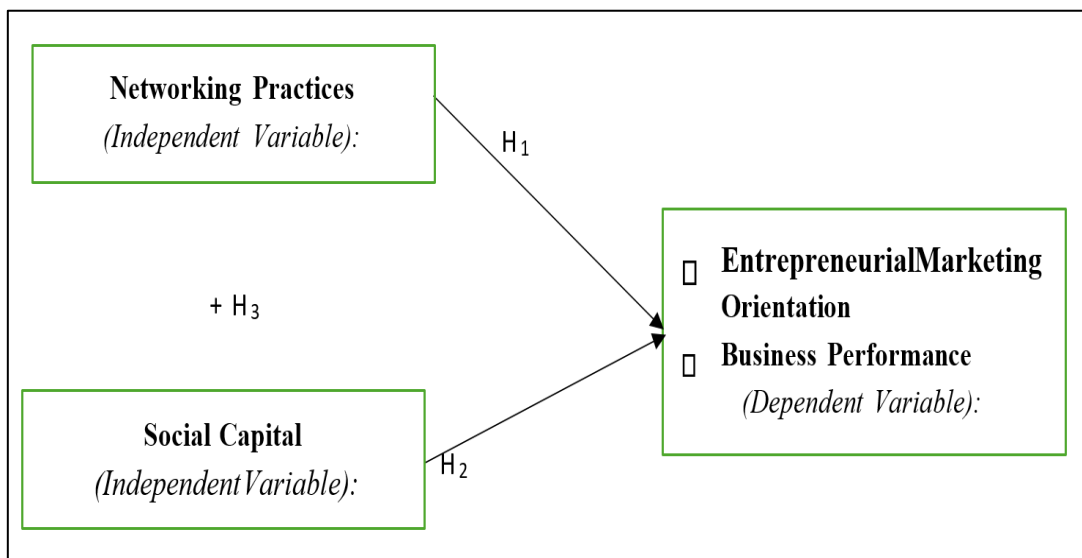 Networking Practices
(Independent Variable):
H1
+ H3
Social Capital
(IndependentVariable):
H2
▯ EntrepreneurialMarketing
Orientation
▯ Business Performance
(Dependent Variable):